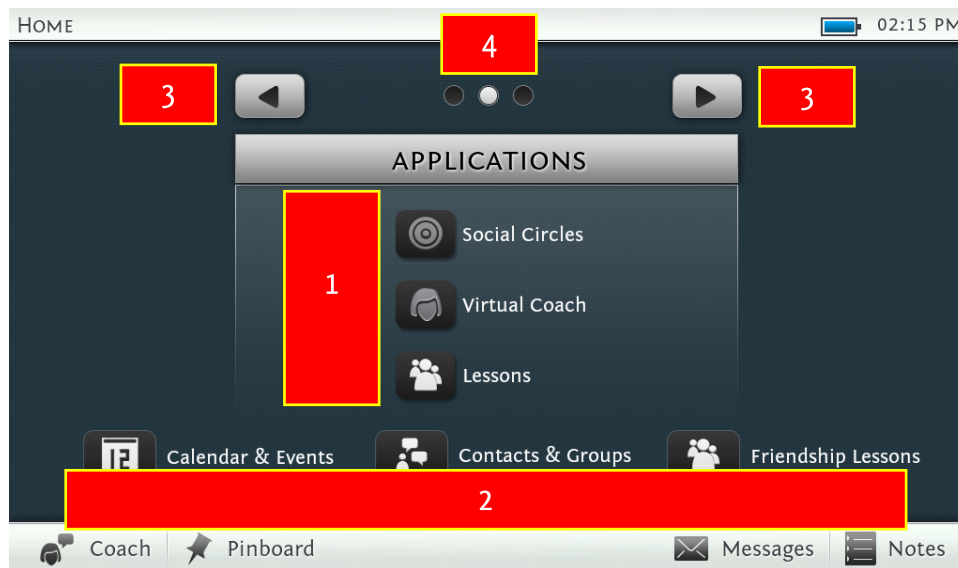 HOME 02:15 PM
4
3 3
APPLICATIONS
Social Circles
1
Virtual Coach
Lessons
12 Calendar & Events Contacts & Groups Friendship Lessons
2
Coach Pinboard Messages Notes